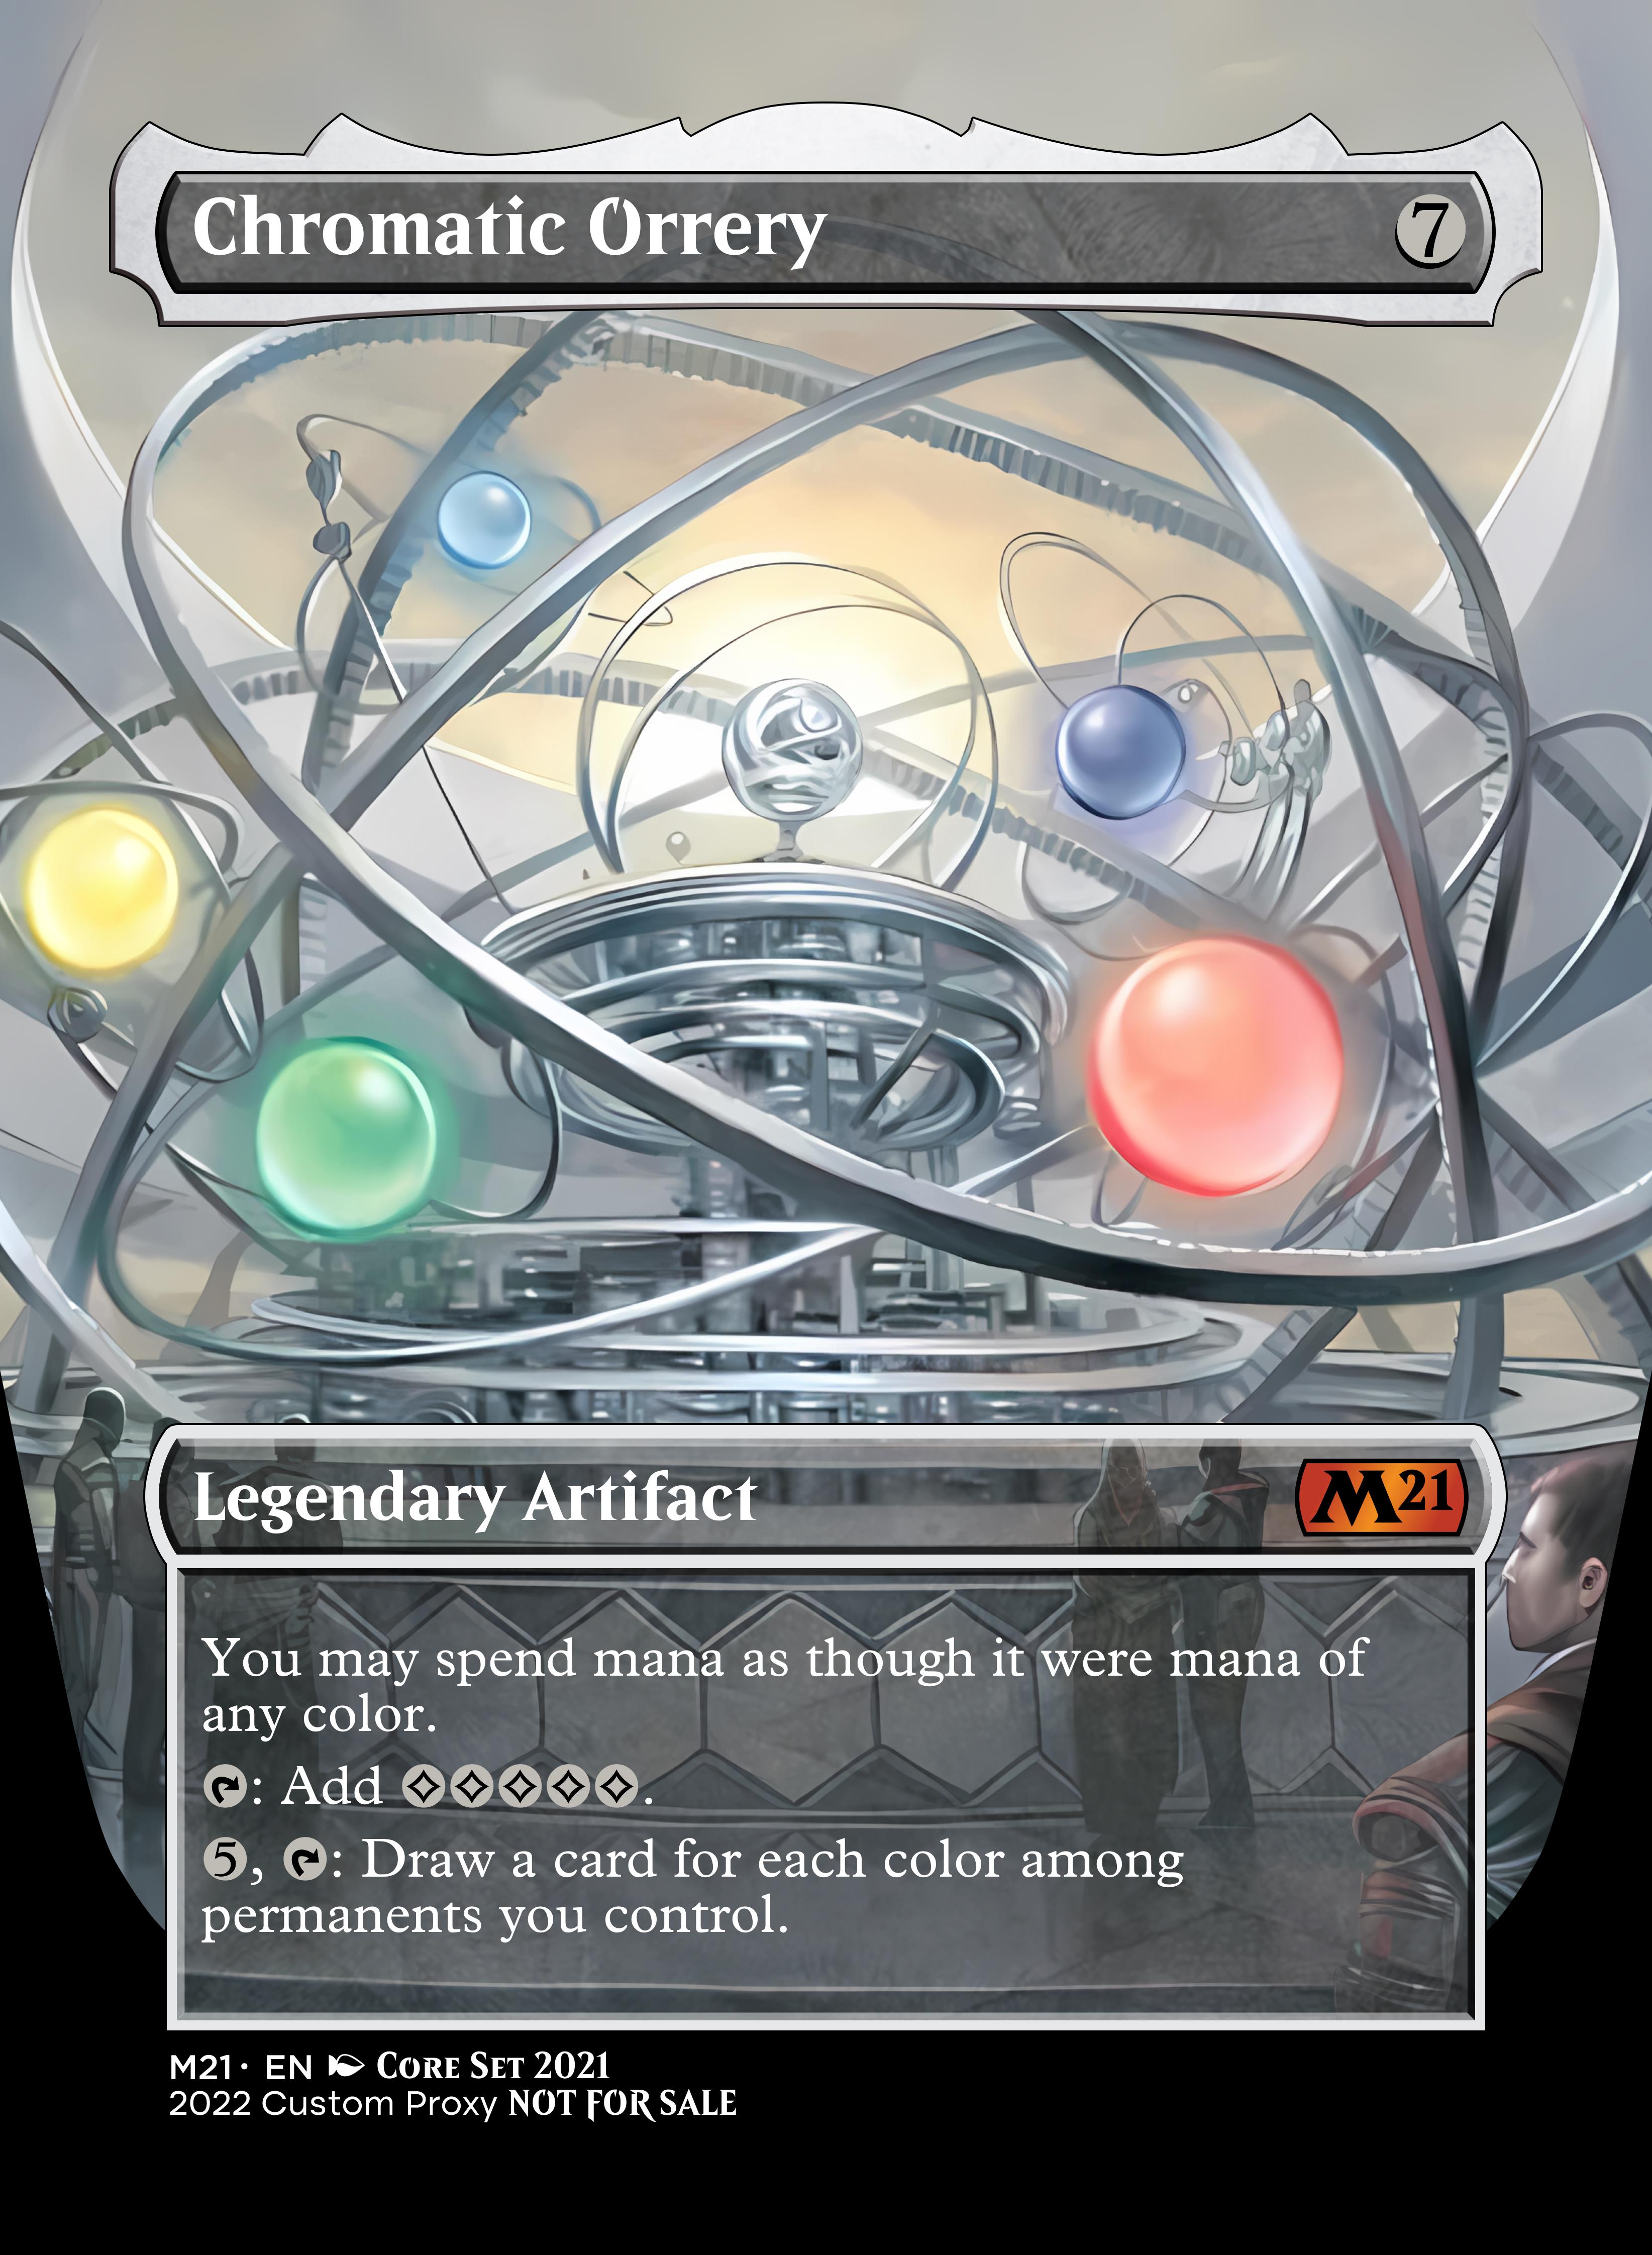 Chromatic Orrery 7
Legendary Artifact M21
You may spend mana as though it were mana of
any color.
: Add .
5, : Draw a card for each color among
permanents you control.
M21 · EN Core Set 2021
2022 Custom Proxy NOT FOR SALE